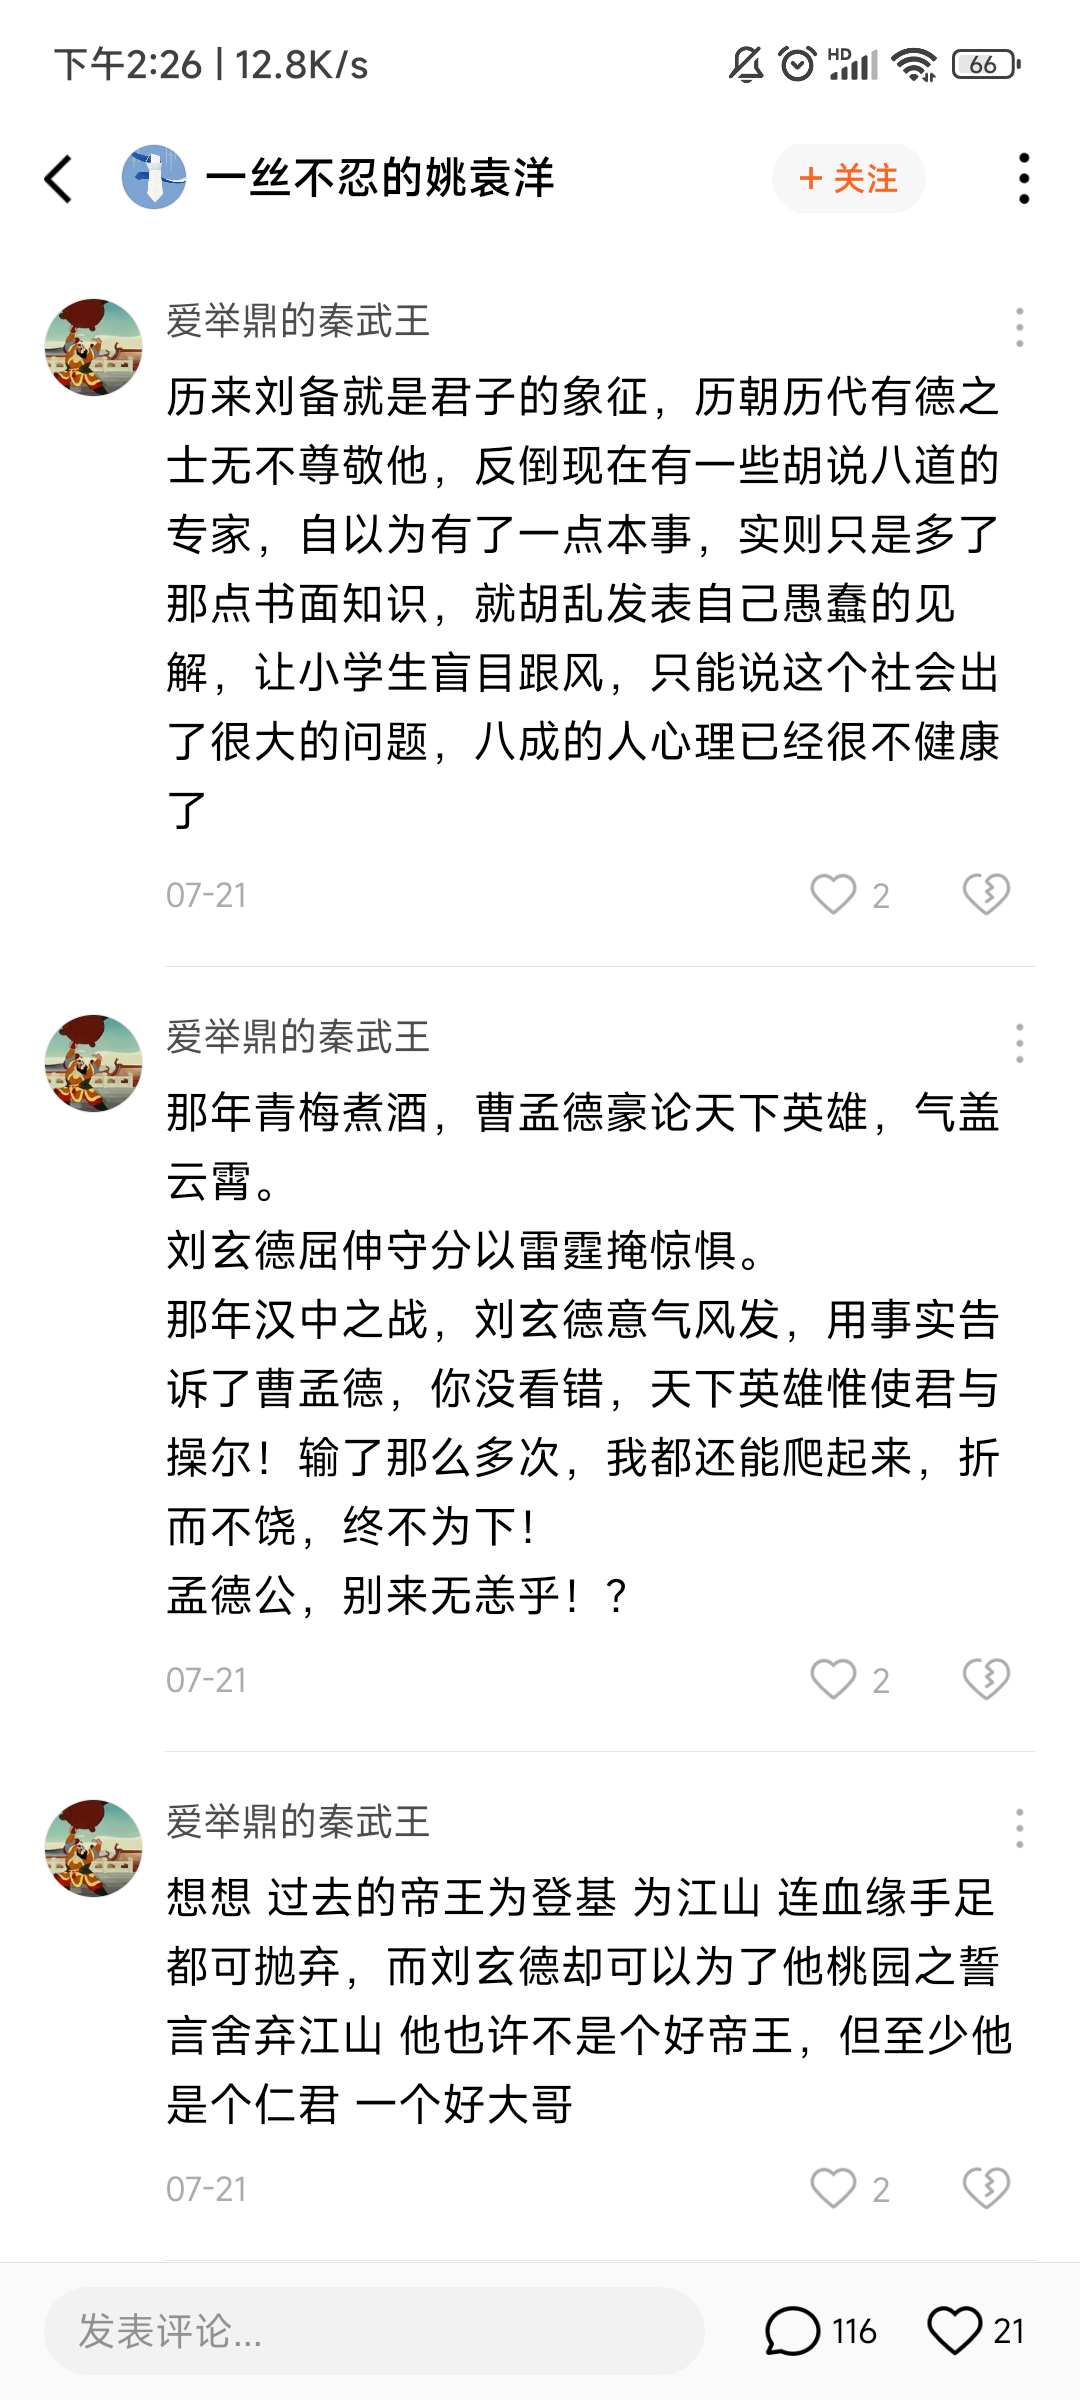 下午2:26 | 12.8K/s
HD
66
一丝不忍的姚袁洋
+ 关注
爱举鼎的秦武王
历来刘备就是君子的象征，历朝历代有德之
士无不尊敬他，反倒现在有一些胡说八道的
专家，自以为有了一点本事，实则只是多了
那点书面知识，就胡乱发表自己愚蠢的见
解，让小学生盲目跟风，只能说这个社会出
了很大的问题，八成的人心理已经很不健康
了
07-21
2
爱举鼎的秦武王
那年青梅煮酒，曹孟德豪论天下英雄，气盖
云霄。
刘玄德屈伸守分以雷霆掩惊惧。
那年汉中之战，刘玄德意气风发，用事实告
诉了曹孟德，你没看错，天下英雄惟使君与
操尔！输了那么多次，我都还能爬起来，折
而不饶，终不为下！
孟德公，别来无恙乎！？
07-21
2
爱举鼎的秦武王
想想 过去的帝王为登基 为江山 连血缘手足
都可抛弃，而刘玄德却可以为了他桃园之誓
言舍弃江山 他也许不是个好帝王，但至少他
是个仁君 一个好大哥
07-21
2
发表评论...
116
21